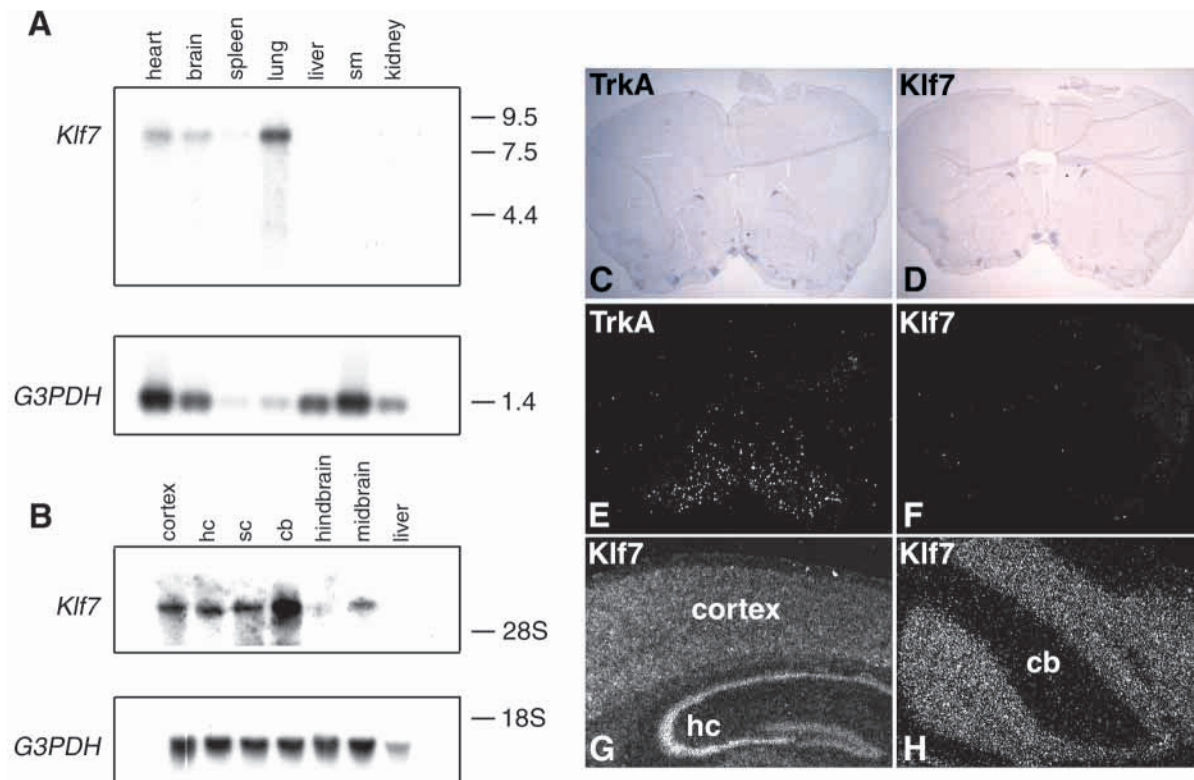 A
heart
brain
spleen
lung
liver
sm
kidney
Klf7
9.5
7.5
4.4
G3PDH
1.4
B
cortex
hc
sc
cb
hindbrain
midbrain
liver
Klf7
28S
18S
G3PDH
TrkA
C
Klf7
D
TrkA
E
Klf7
F
Klf7
cortex
hc
G
Klf7
cb
H